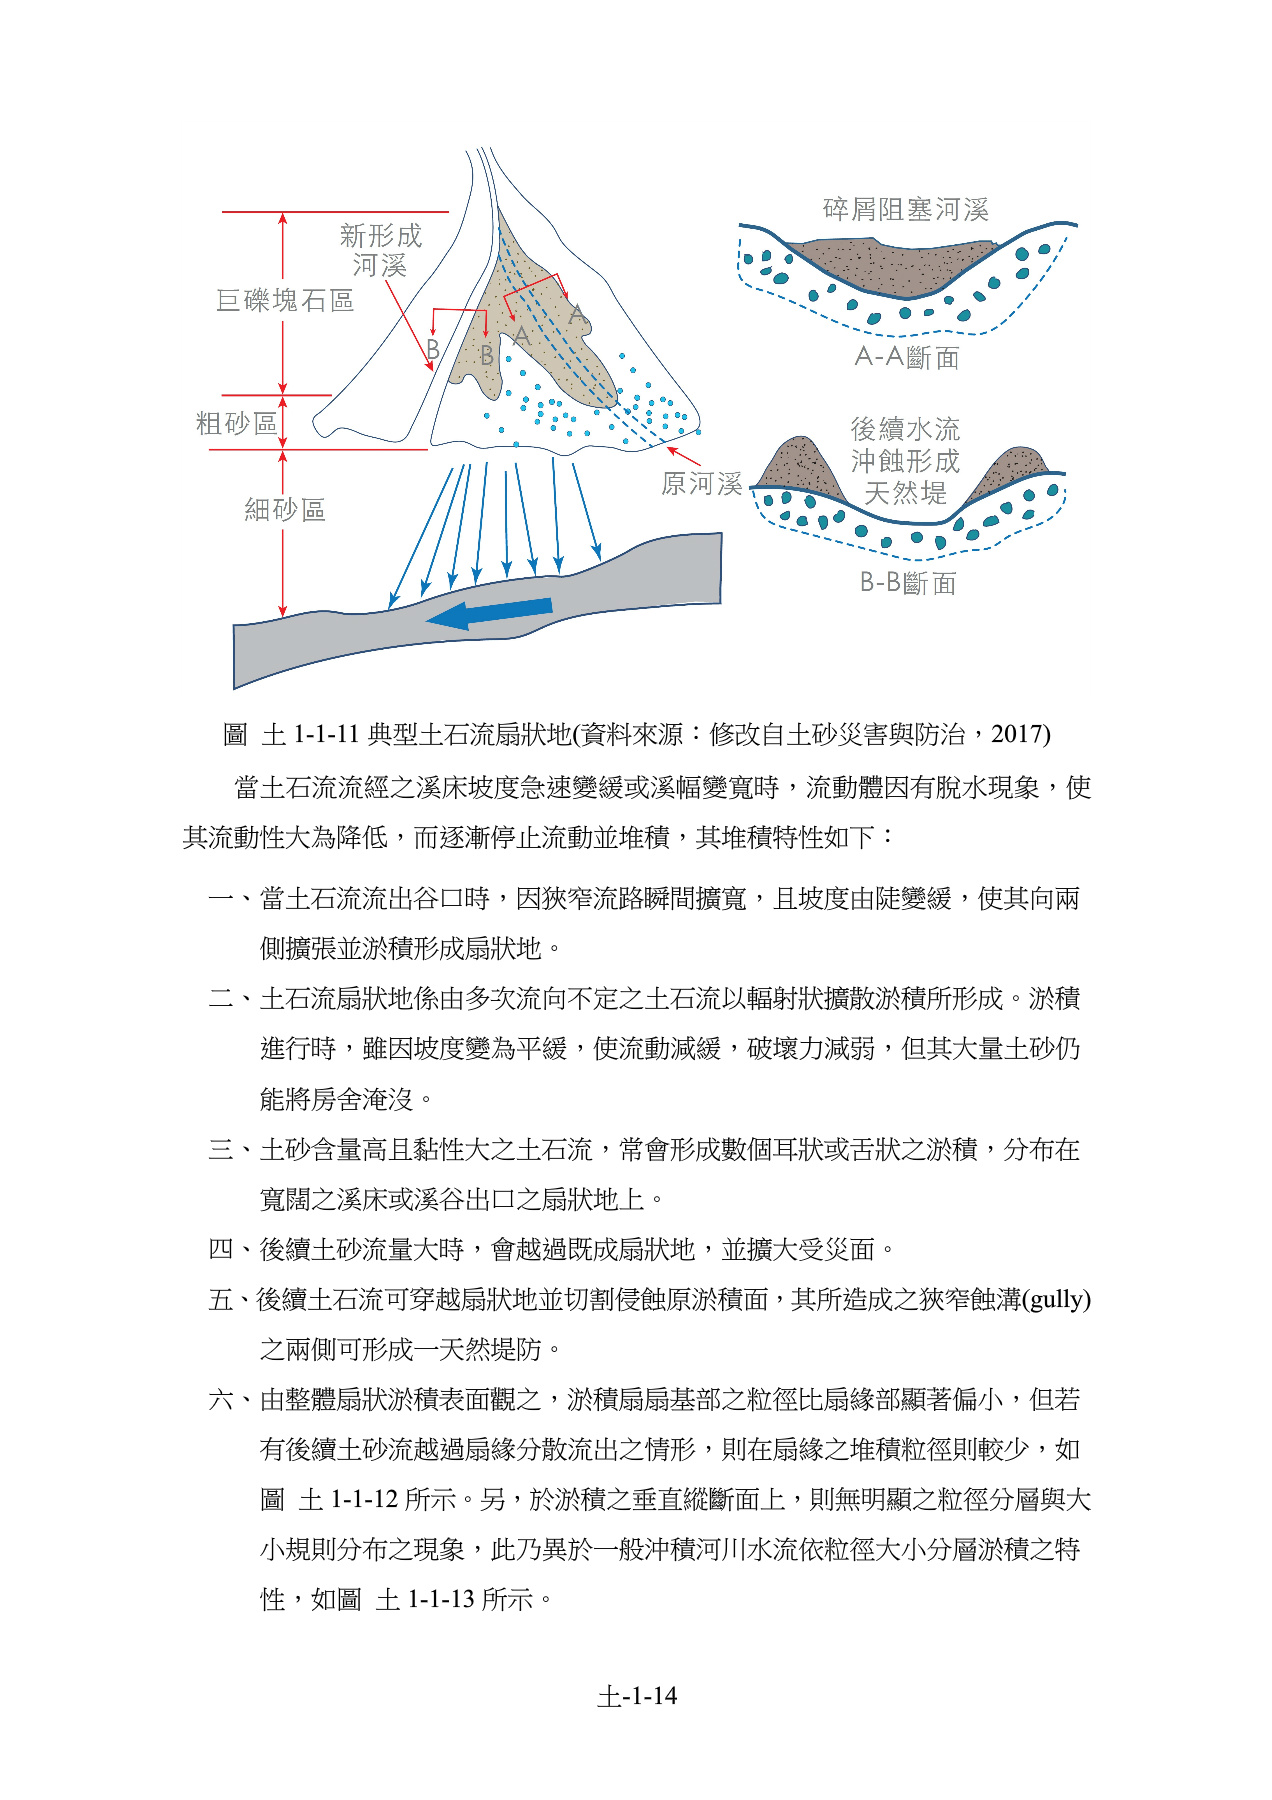 新形成
河溪
巨礫塊石區
粗砂區
細砂區
B
B
A
A
原河溪
碎屑阻塞河溪
A-A斷面
後續水流
沖蝕形成
天然堤
B-B斷面
圖 土 1-1-11 典型土石流扇狀地(資料來源：修改自土砂災害與防治，2017)
當土石流流經之溪床坡度急速變緩或溪幅變寬時，流動體因有脫水現象，使
其流動性大為降低，而逐漸停止流動並堆積，其堆積特性如下：
一、當土石流流出谷口時，因狹窄流路瞬間擴寬，且坡度由陡變緩，使其向兩
側擴張並淤積形成扇狀地。
二、土石流扇狀地係由多次流向不定之土石流以輻射狀擴散淤積所形成。淤積
進行時，雖因坡度變為平緩，使流動減緩，破壞力減弱，但其大量土砂仍
能將房舍淹沒。
三、土砂含量高且黏性大之土石流，常會形成數個耳狀或舌狀之淤積，分布在
寬闊之溪床或溪谷出口之扇狀地上。
四、後續土砂流量大時，會越過既成扇狀地，並擴大受災面。
五、後續土石流可穿越扇狀地並切割侵蝕原淤積面，其所造成之狹窄蝕溝(gully)
之兩側可形成一天然堤防。
六、由整體扇狀淤積表面觀之，淤積扇扇基部之粒徑比扇緣部顯著偏小，但若
有後續土砂流越過扇緣分散流出之情形，則在扇緣之堆積粒徑則較少，如
圖 土 1-1-12 所示。另，於淤積之垂直縱斷面上，則無明顯之粒徑分層與大
小規則分布之現象，此乃異於一般沖積河川水流依粒徑大小分層淤積之特
性，如圖 土 1-1-13 所示。
土-1-14